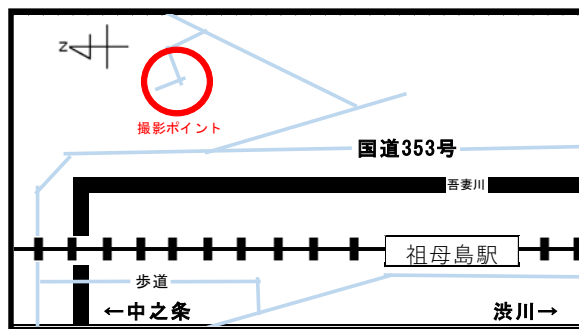 Z
撮影ポイント
国道353号
吾妻川
祖母島駅
歩道
←中之条
渋川→